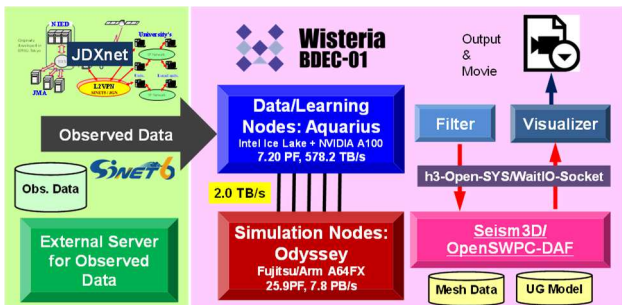 NIED
JDXnet
University's
JMA
L2VPN
Observed Data
SINET6
Obs. Data
External Server
for Observed
Data
Wisteria
BDEC-01
Data/Learning
Nodes: Aquarius
Intel Ice Lake + NVIDIA A100
7.20 PF, 578.2 TB/s
2.0 TB/s
Simulation Nodes:
Odyssey
Fujitsu/Arm A64FX
25.9PF, 7.8 PB/s
Output
&
Movie
Filter
Visualizer
h3-Open-SYS/WaitIO-Socket
Seism3D/
OpenSWPC-DAF
Mesh Data
UG Model